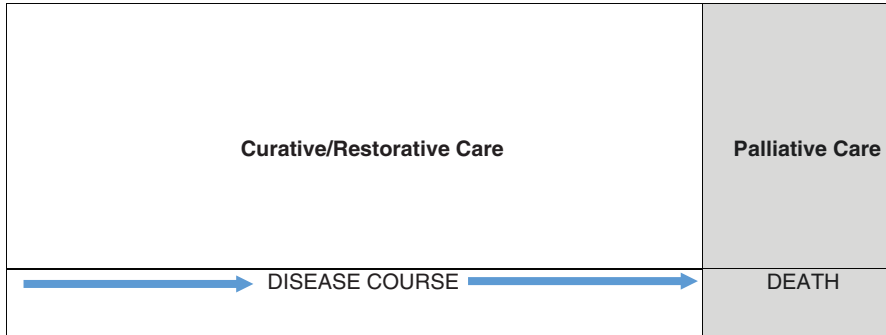 Curative/Restorative Care
Palliative Care
DISEASE COURSE
DEATH